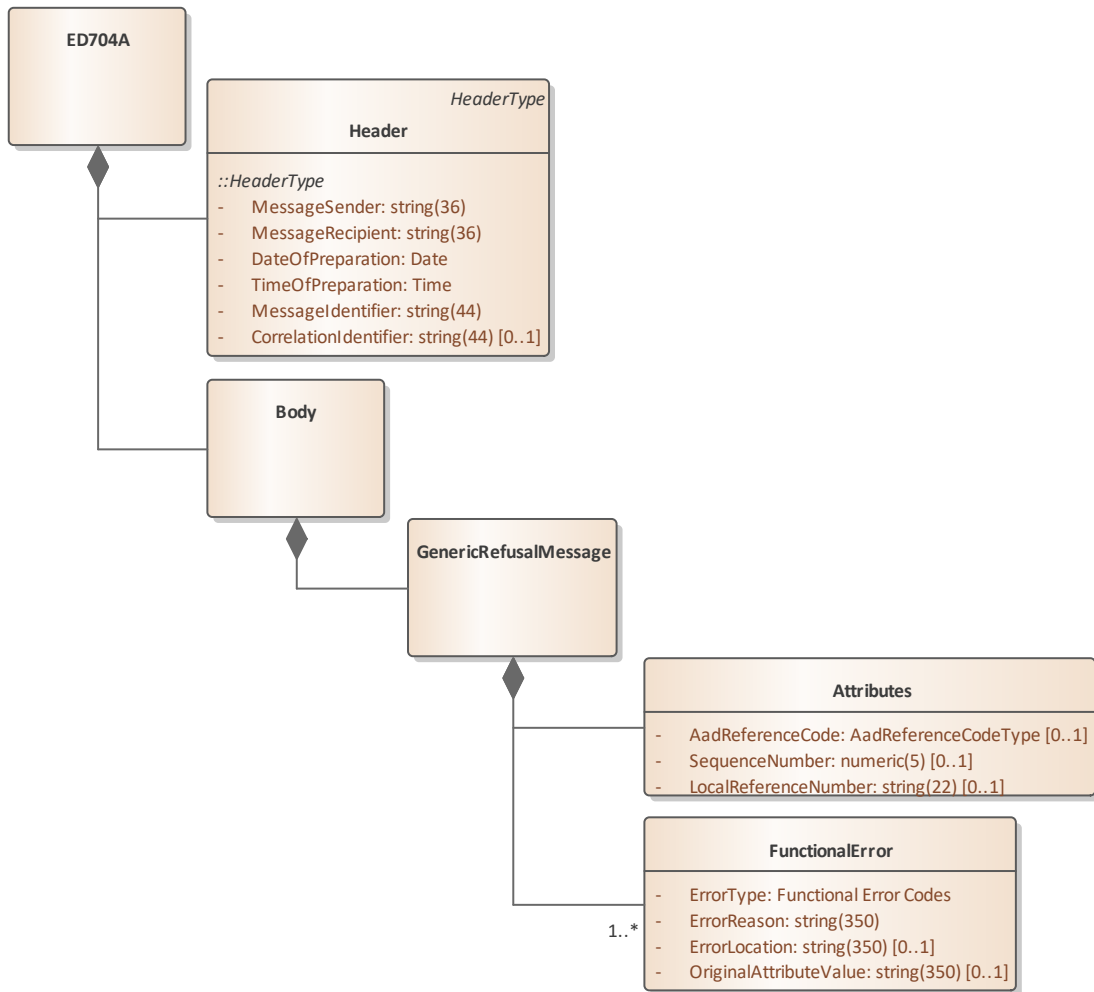 ED704A
HeaderType
Header
::HeaderType
- MessageSender: string(36)
- MessageRecipient: string(36)
- DateOfPreparation: Date
- TimeOfPreparation: Time
- MessageIdentifier: string(44)
- CorrelationIdentifier: string(44) [0..1]
Body
GenericRefusalMessage
Attributes
- AadReferenceCode: AadReferenceCodeType [0..1]
- SequenceNumber: numeric(5) [0..1]
- LocalReferenceNumber: string(22) [0..1]
FunctionalError
- ErrorType: Functional Error Codes
- ErrorReason: string(350)
- ErrorLocation: string(350) [0..1]
- OriginalAttributeValue: string(350) [0..1]
1..*